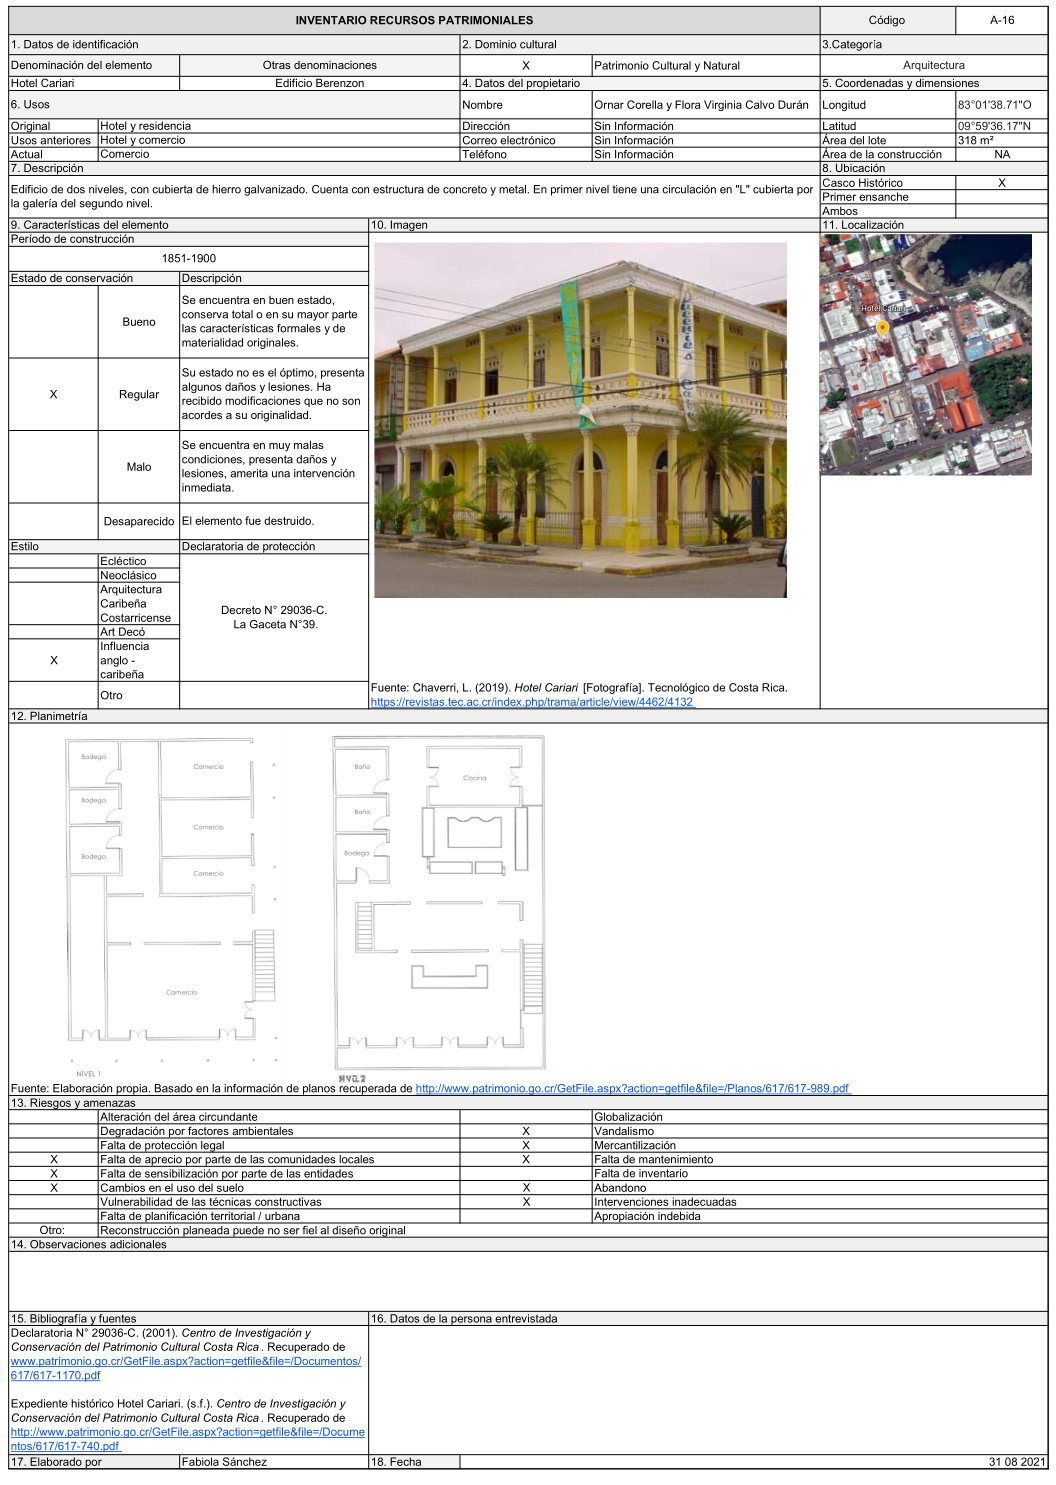 INVENTARIO RECURSOS PATRIMONIALES
Código
A-16
1. Datos de identificación
2. Dominio cultural
3.Categoría
Denominación del elemento
Otras denominaciones
X
Patrimonio Cultural y Natural
Arquitectura
Hotel Cariari
Edificio Berenzon
4. Datos del propietario
5. Coordenadas y dimensiones
6. Usos
Nombre
Ornar Corella y Flora Virginia Calvo Durán
Longitud
83°01'38.71"O
Original
Hotel y residencia
Dirección
Sin Información
Latitud
09°59'36.17"N
Usos anteriores
Hotel y comercio
Correo electrónico
Sin Información
Área del lote
318 m²
Actual
Comercio
Teléfono
Sin Información
Área de la construcción
NA
7. Descripción
8. Ubicación
Edificio de dos niveles, con cubierta de hierro galvanizado. Cuenta con estructura de concreto y metal. En primer nivel tiene una circulación en "L" cubierta por
la galería del segundo nivel.
Casco Histórico
X
Primer ensanche
Ambos
9. Características del elemento
10. Imagen
11. Localización
Período de construcción
1851-1900
Hotel Cariari
Estado de conservación
Descripción
Bueno
Se encuentra en buen estado,
conserva total o en su mayor parte
las características formales y de
materialidad originales.
X
Regular
Su estado no es el óptimo, presenta
algunos daños y lesiones. Ha
recibido modificaciones que no son
acordes a su originalidad.
Malo
Se encuentra en muy malas
condiciones, presenta daños y
lesiones, amerita una intervención
inmediata.
Desaparecido
El elemento fue destruido.
Estilo
Declaratoria de protección
Ecléctico
Neoclásico
Arquitectura
Caribeña
Costarricense
Art Decó
X
Influencia
anglo -
caribeña
Otro
Decreto N° 29036-C.
La Gaceta N°39.
Fuente: Chaverri, L. (2019). Hotel Cariari [Fotografía]. Tecnológico de Costa Rica.
https://revistas.tec.ac.cr/index.php/trama/article/view/4462/4132
12. Planimetría
Bodega
Comercio
Bodega
Comercio
Bodega
Comercio
Comercio
NIVEL 1
Baño
Cocina
Baño
Bodega
NIVEL 2
Fuente: Elaboración propia. Basado en la información de planos recuperada de http://www.patrimonio.go.cr/GetFile.aspx?action=getfile&file=/Planos/617/617-989.pdf
13. Riesgos y amenazas
Alteración del área circundante
Globalización
Degradación por factores ambientales
X
Vandalismo
Falta de protección legal
X
Mercantilización
X
Falta de aprecio por parte de las comunidades locales
X
Falta de mantenimiento
X
Falta de sensibilización por parte de las entidades
Falta de inventario
X
Cambios en el uso del suelo
X
Abandono
Vulnerabilidad de las técnicas constructivas
X
Intervenciones inadecuadas
Falta de planificación territorial / urbana
Apropiación indebida
Otro:
Reconstrucción planeada puede no ser fiel al diseño original
14. Observaciones adicionales
15. Bibliografía y fuentes
16. Datos de la persona entrevistada
Declaratoria N° 29036-C. (2001). Centro de Investigación y
Conservación del Patrimonio Cultural Costa Rica. Recuperado de
www.patrimonio.go.cr/GetFile.aspx?action=getfile&file=/Documentos/
617/617-1170.pdf
Expediente histórico Hotel Cariari. (s.f.). Centro de Investigación y
Conservación del Patrimonio Cultural Costa Rica. Recuperado de
http://www.patrimonio.go.cr/GetFile.aspx?action=getfile&file=/Docume
ntos/617/617-740.pdf
17. Elaborado por
Fabiola Sánchez
18. Fecha
31 08 2021